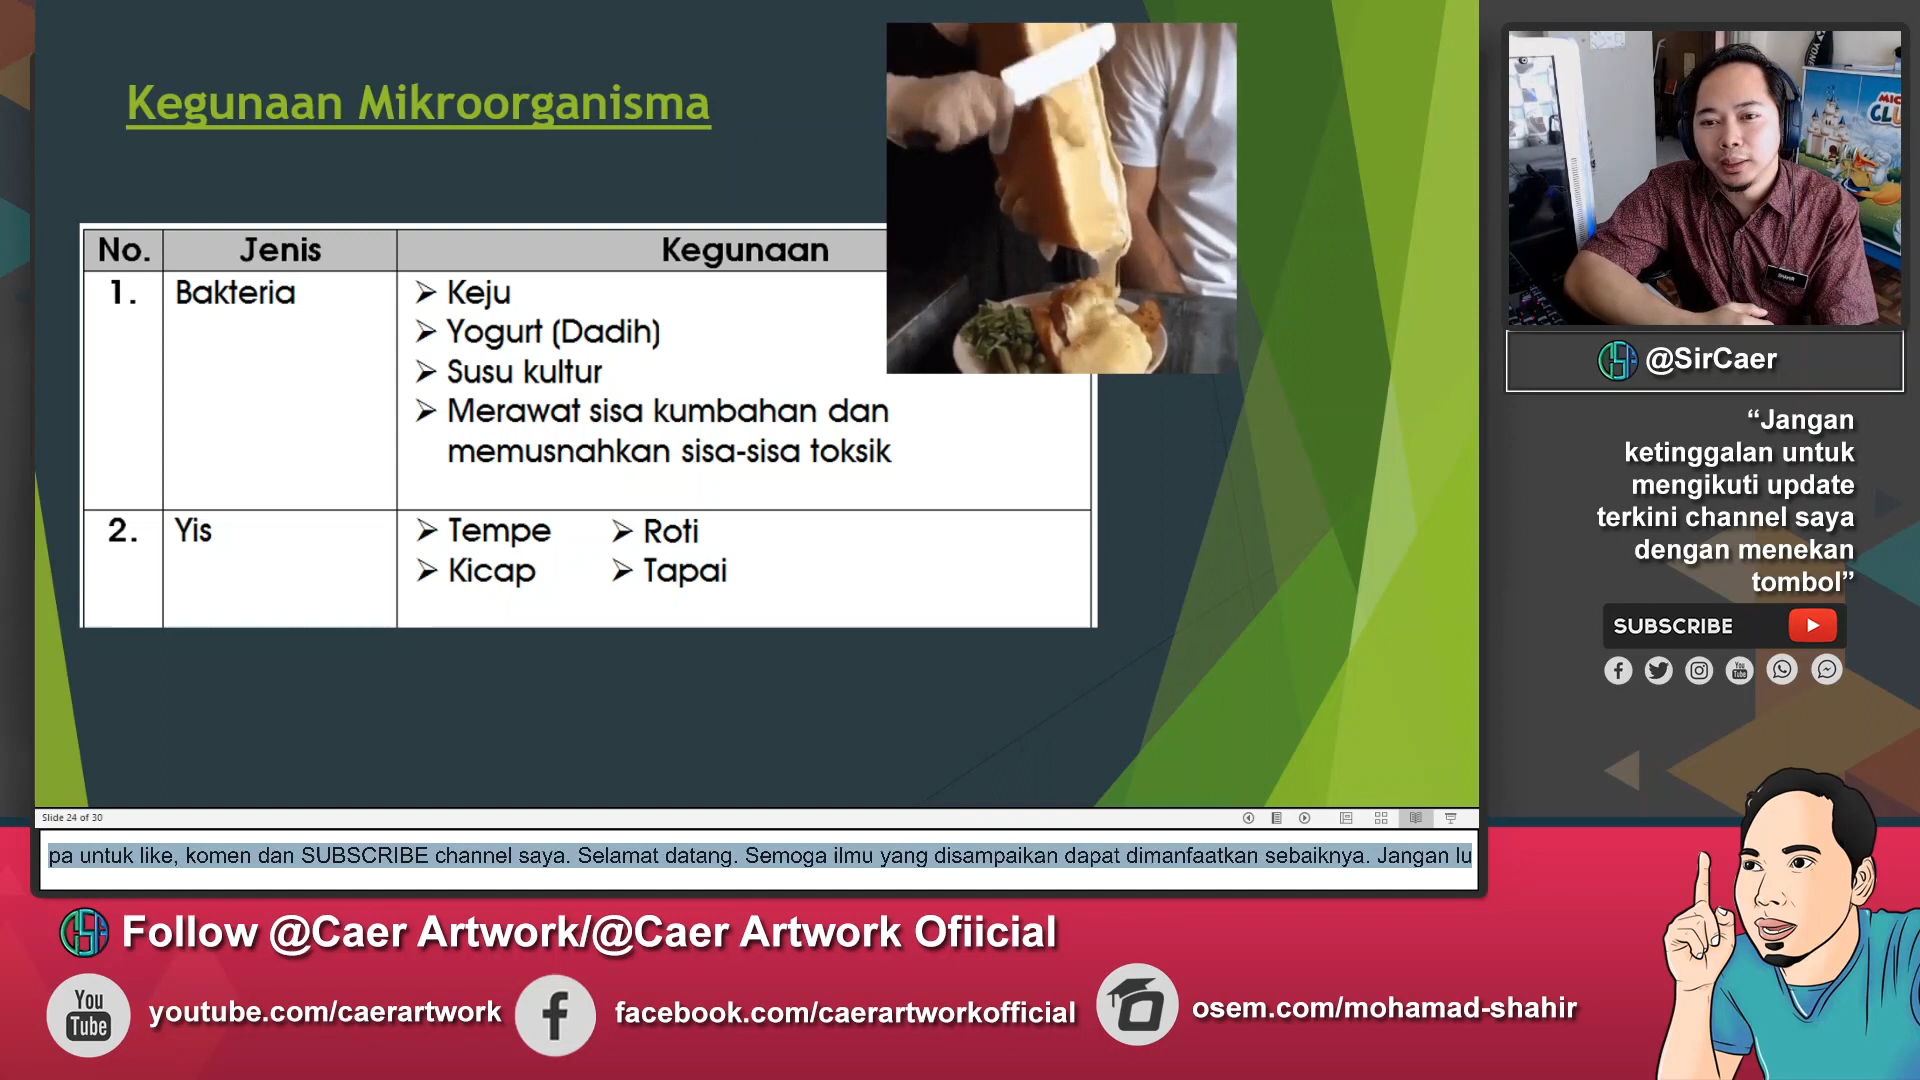 Kegunaan Mikroorganisma
No. Jenis Kegunaan
1. Bakteria
➢ Keju
➢ Yogurt (Dadih)
➢ Susu kultur
➢ Merawat sisa kumbahan dan
memusnahkan sisa-sisa toksik
2. Yis
➢ Tempe ➢ Roti
➢ Kicap ➢ Tapai
Slide 24 of 30
pa untuk like, komen dan SUBSCRIBE channel saya. Selamat datang. Semoga ilmu yang disampaikan dapat dimanfaatkan sebaiknya. Jangan lu
@SirCaer
“Jangan
ketinggalan untuk
mengikuti update
terkini channel saya
dengan menekan
tombol”
SUBSCRIBE
Follow @Caer Artwork/@Caer Artwork Ofiicial
You
Tube
youtube.com/caerartwork
facebook.com/caerartworkofficial
osem.com/mohamad-shahir